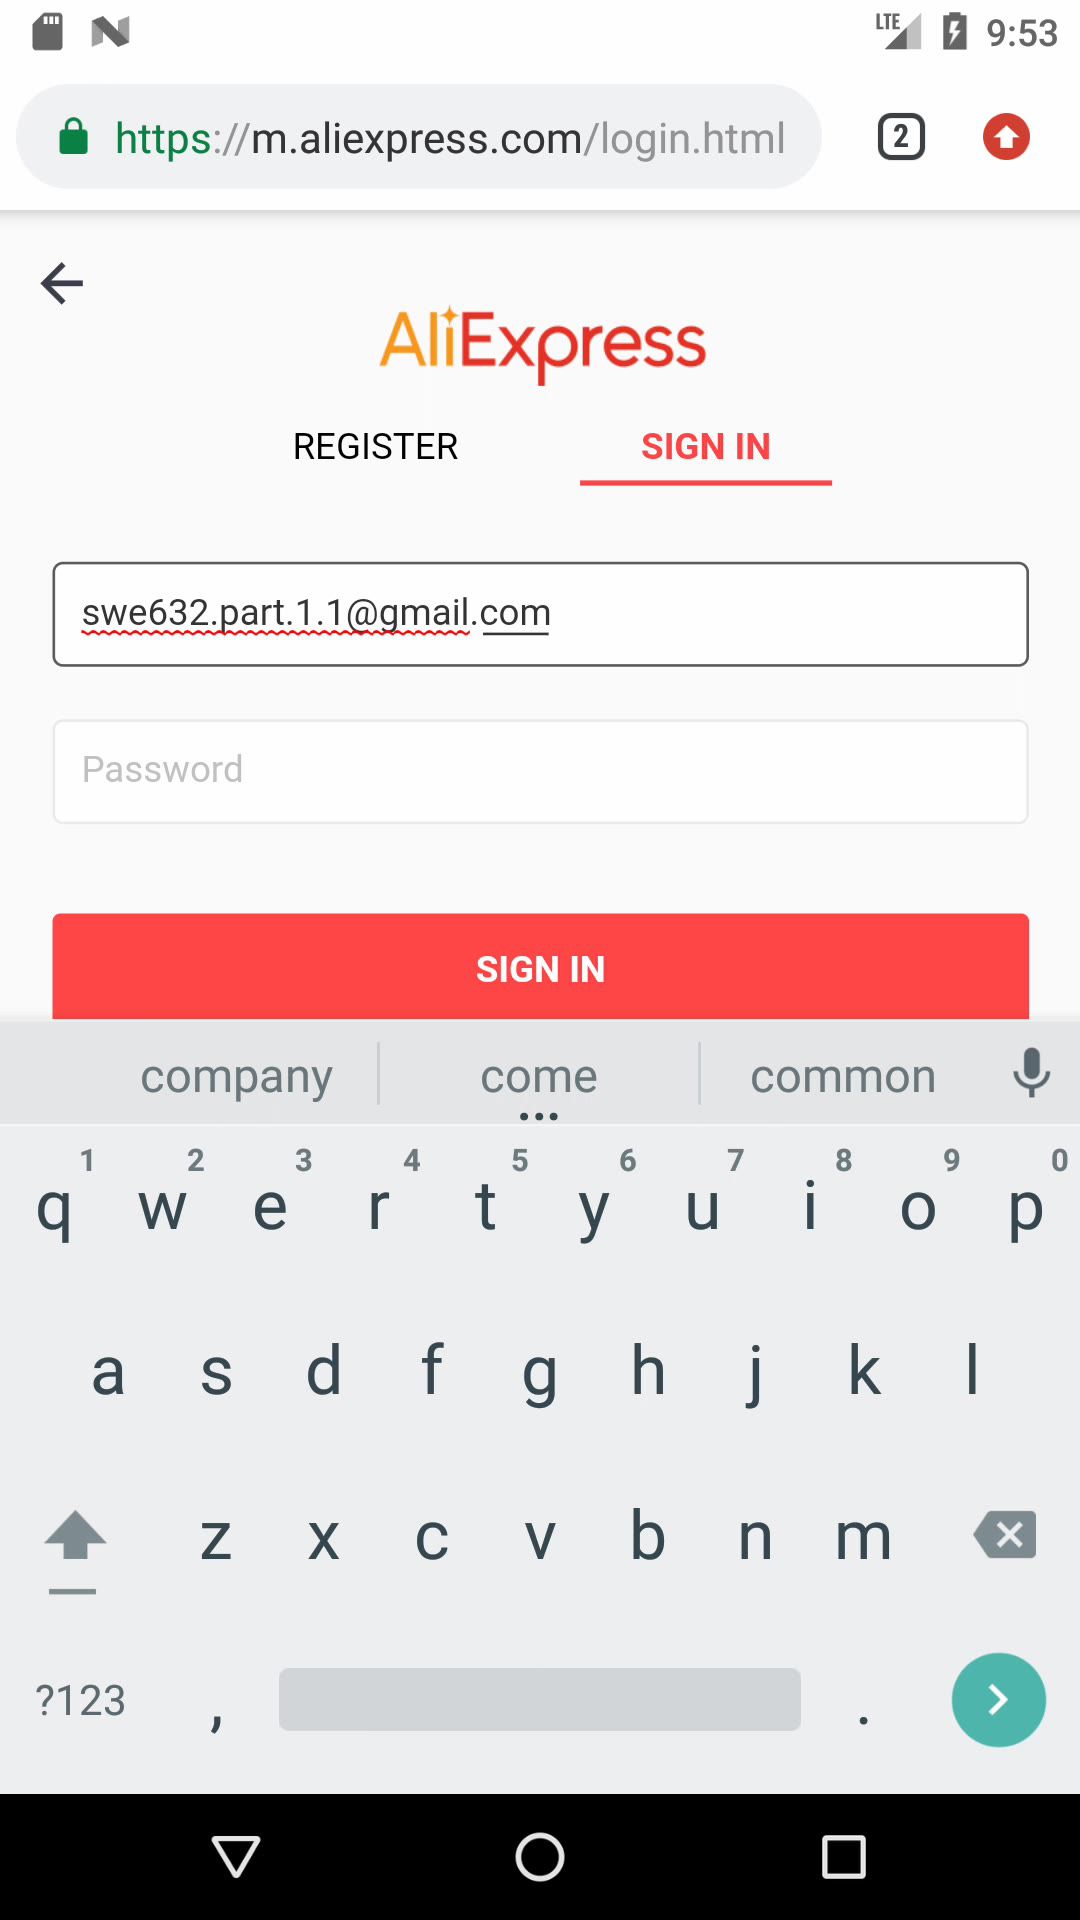 LTE 9:53
https://m.aliexpress.com/login.html 2
AliExpress
REGISTER SIGN IN
swe632.part.1.1@gmail.com
Password
SIGN IN
company come common
1 2 3 4 5 6 7 8 9 0
q w e r t y u i o p
a s d f g h j k l
z x c v b n m
?123 , .